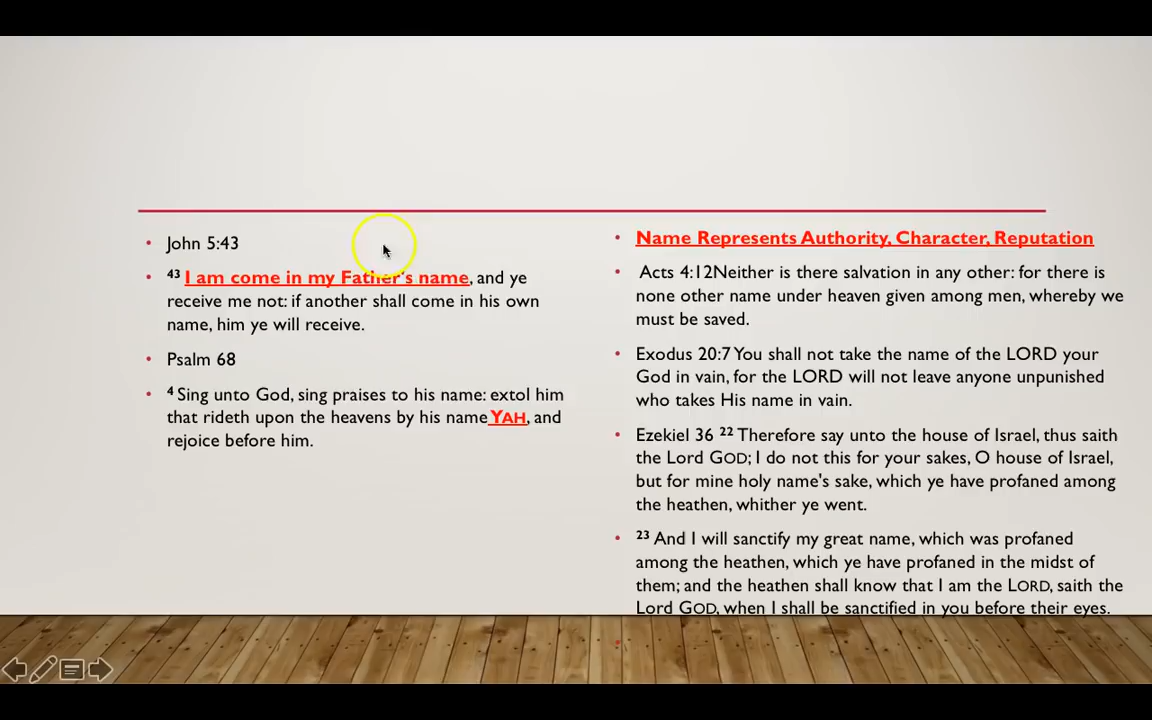 John 5:43
43 I am come in my Father's name, and ye
receive me not: if another shall come in his own
name, him ye will receive.
Psalm 68
4 Sing unto God, sing praises to his name: extol him
that rideth upon the heavens by his name YAH, and
rejoice before him.
Name Represents Authority, Character, Reputation
Acts 4:12Neither is there salvation in any other: for there is
none other name under heaven given among men, whereby we
must be saved.
Exodus 20:7 You shall not take the name of the LORD your
God in vain, for the LORD will not leave anyone unpunished
who takes His name in vain.
Ezekiel 36 22 Therefore say unto the house of Israel, thus saith
the Lord GOD; I do not this for your sakes, O house of Israel,
but for mine holy name's sake, which ye have profaned among
the heathen, whither ye went.
23 And I will sanctify my great name, which was profaned
among the heathen, which ye have profaned in the midst of
them; and the heathen shall know that I am the LORD, saith the
Lord GOD, when I shall be sanctified in you before their eyes.